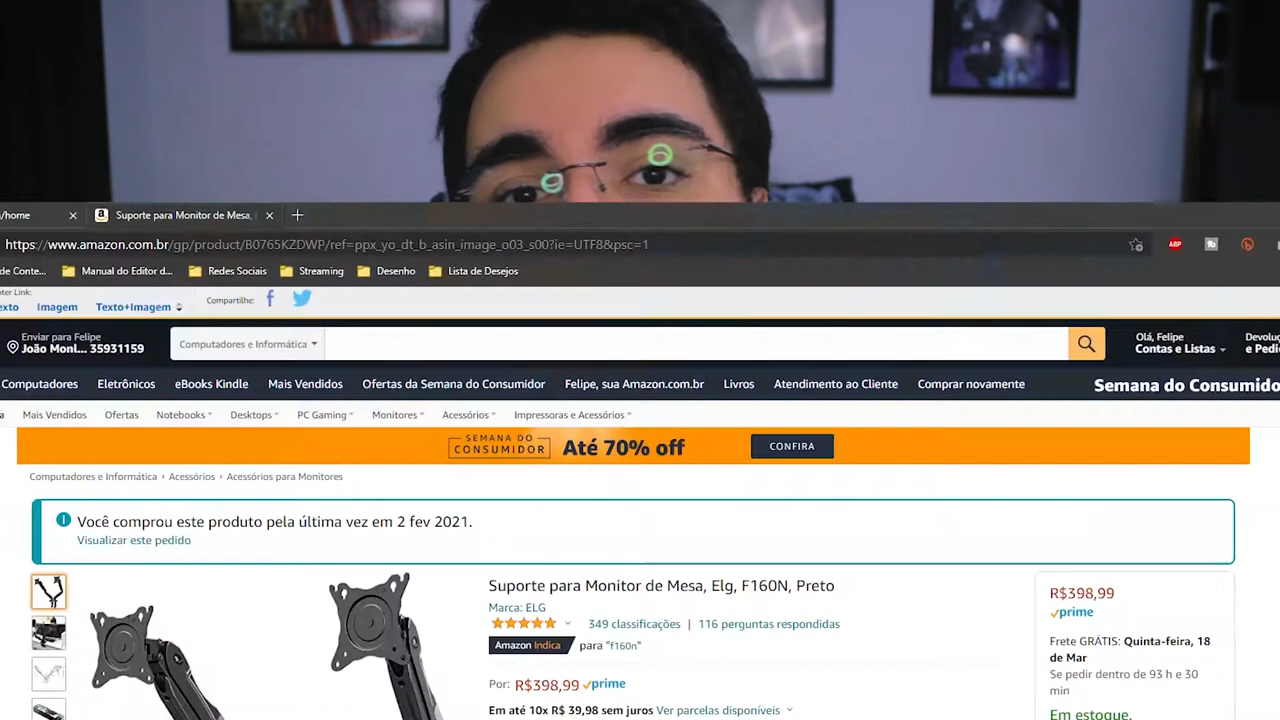 /home
Suporte para Monitor de Mesa,
https://www.amazon.com.br/gp/product/B0765KZDWP/ref=ppx_yo_dt_b_asin_image_o03_s00?ie=UTF8&psc=1
ABP
de Conte... Manual do Editor d... Redes Sociais Streaming Desenho Lista de Desejos
Link:
Imagem Texto+Imagem Compartilhe:
Enviar para Felipe
João Monl... 35931159
Computadores e Informática
Olá, Felipe
Contas e Listas
e Pedi
Computadores Eletrônicos eBooks Kindle Mais Vendidos Ofertas da Semana do Consumidor Felipe, sua Amazon.com.br Livros Atendimento ao Cliente Comprar novamente Semana do Consumido
Mais Vendidos Ofertas Notebooks Desktops PC Gaming Monitores Acessórios Impressoras e Acessórios
SEMANA DO
CONSUMIDOR
Até 70% off
CONFIRA
Computadores e Informática › Acessórios › Acessórios para Monitores
Você comprou este produto pela última vez em 2 fev 2021.
Visualizar este pedido
Suporte para Monitor de Mesa, Elg, F160N, Preto
Marca: ELG
349 classificações | 116 perguntas respondidas
Amazon Indica para "f160n"
Por: R$398,99 prime
Em até 10x R$ 39,98 sem juros Ver parcelas disponíveis
R$398,99
prime
Frete GRÁTIS: Quinta-feira, 18
de Mar
Se pedir dentro de 93 h e 30
min
Em estoque.